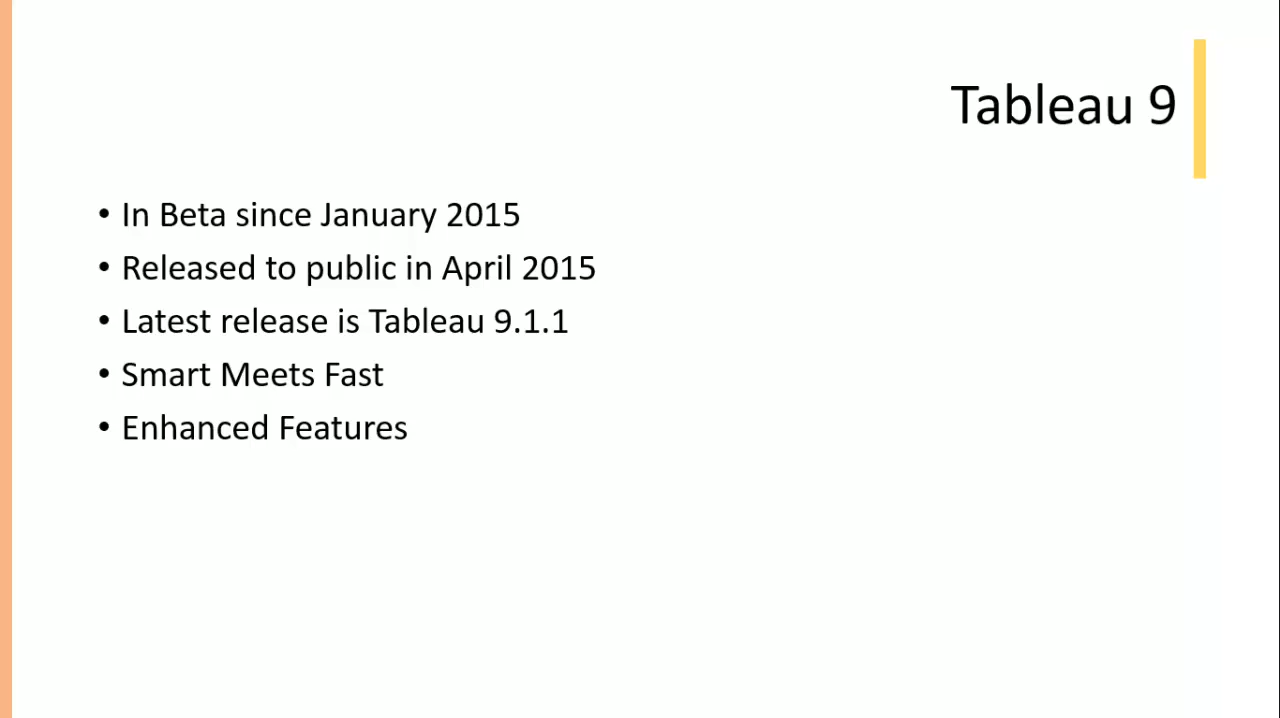 Tableau 9
• In Beta since January 2015
• Released to public in April 2015
• Latest release is Tableau 9.1.1
• Smart Meets Fast
• Enhanced Features